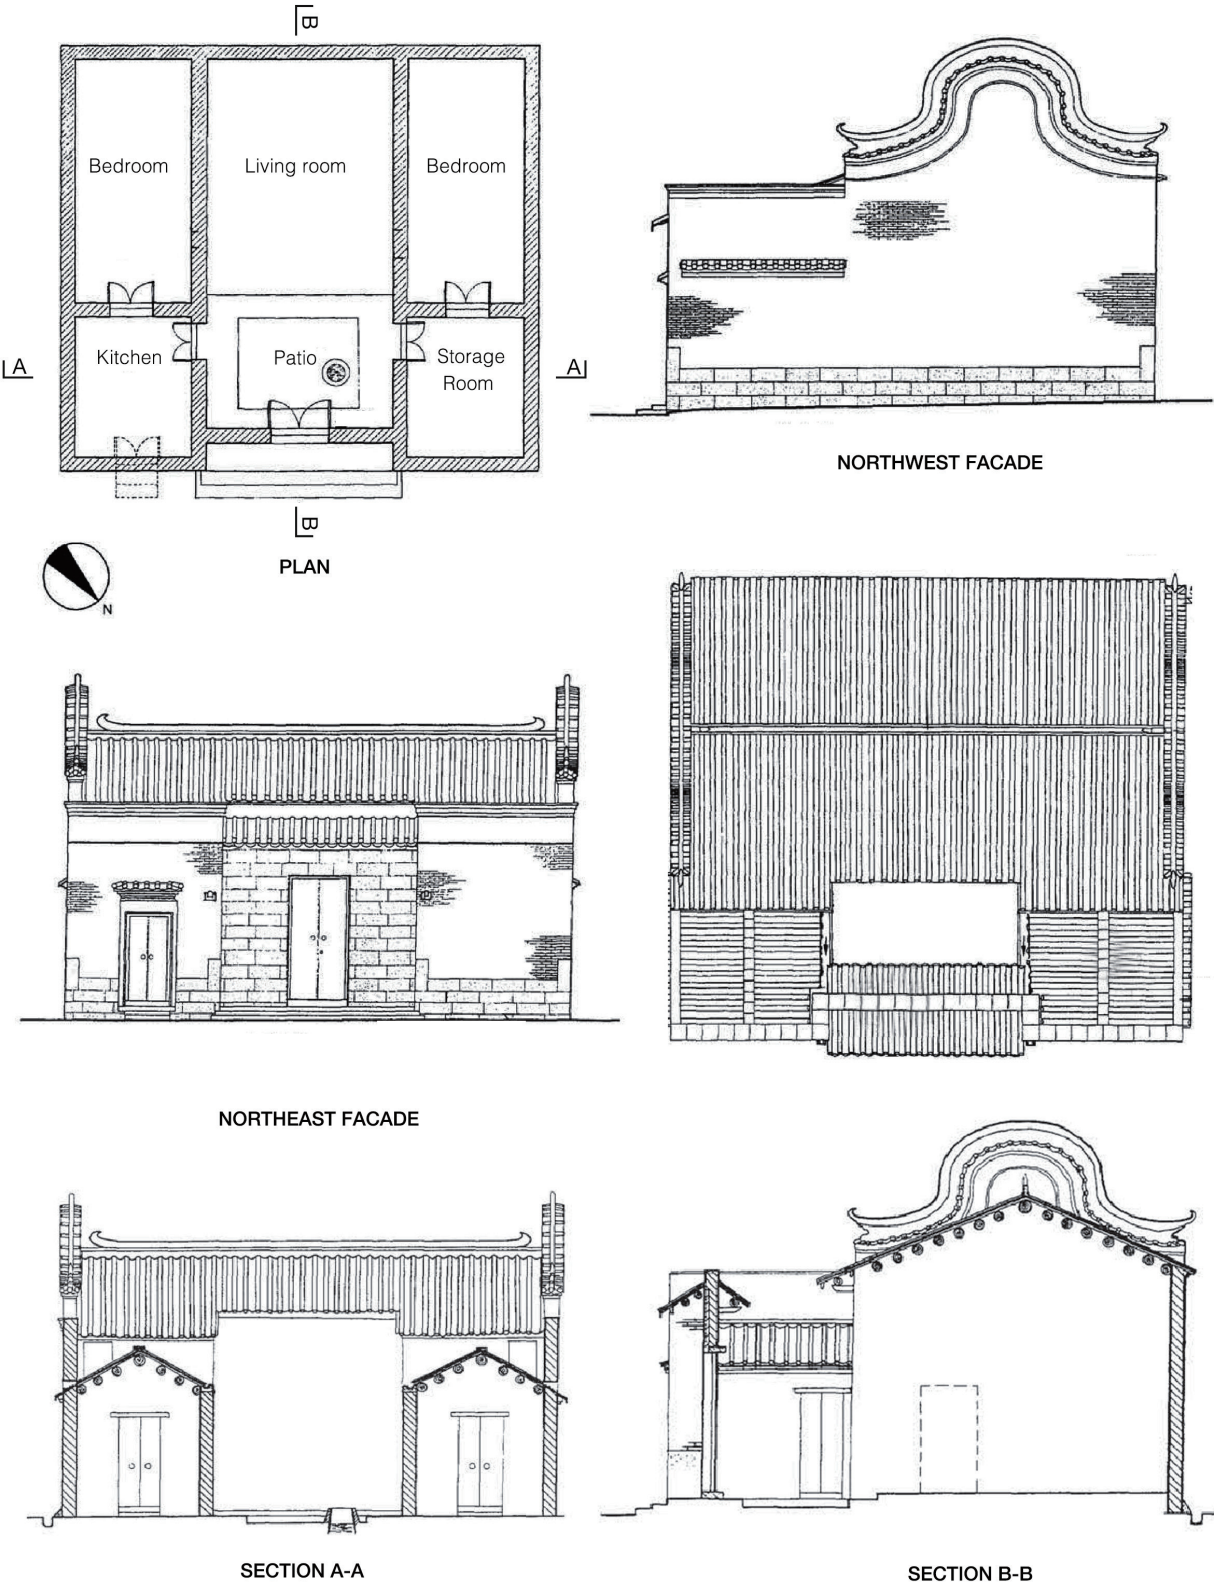 B
Bedroom
Living room
Bedroom
Kitchen
Patio
Storage
Room
A
A
B
PLAN
N
NORTHWEST FACADE
NORTHEAST FACADE
SECTION A-A
SECTION B-B